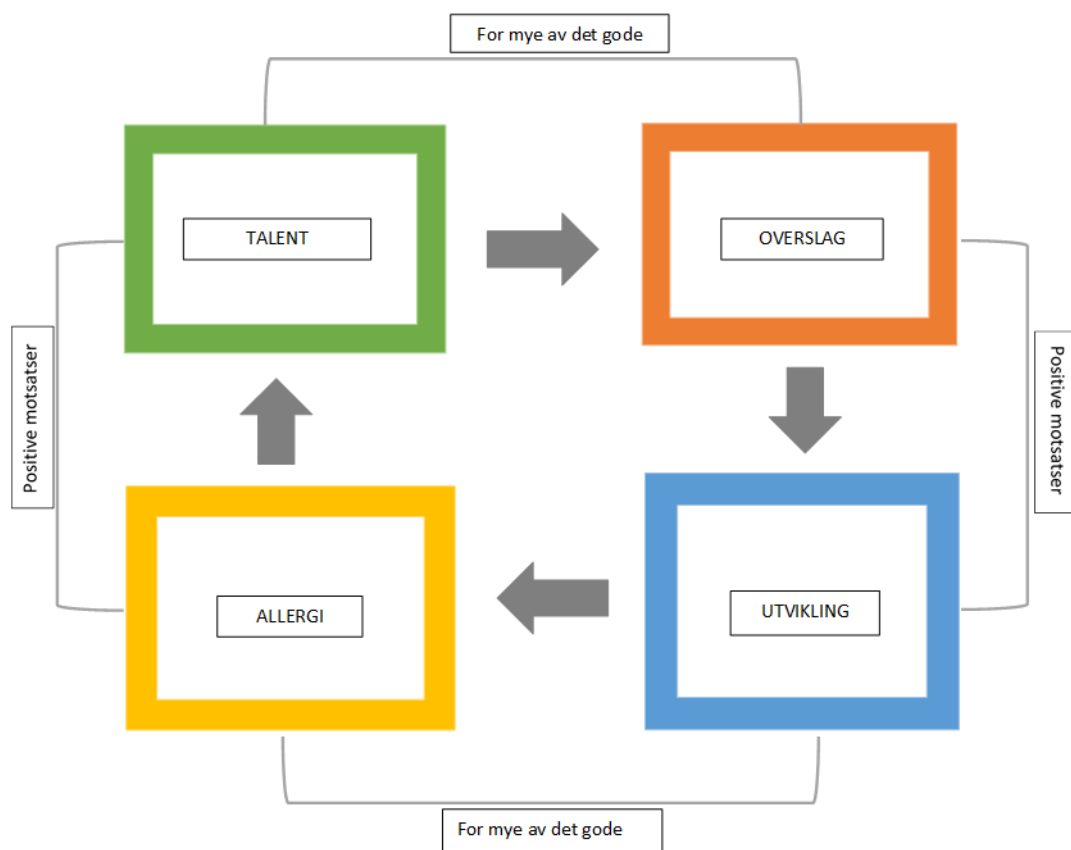 For mye av det gode
TALENT
OVERSLAG
Positive motsatser
Positive motsatser
ALLERGI
UTVIKLING
For mye av det gode